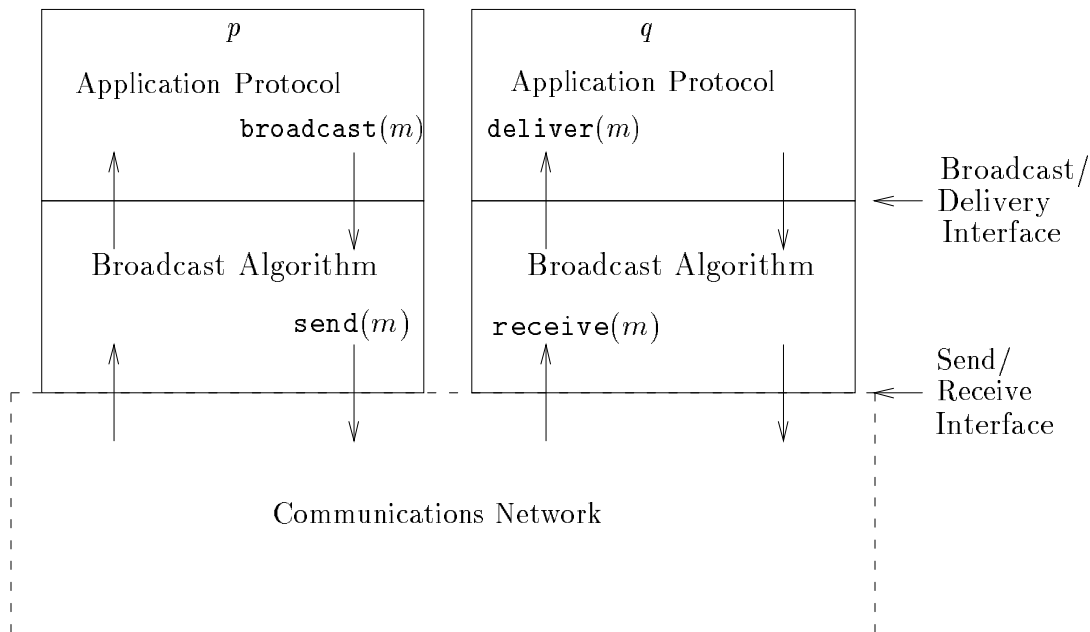 p
Application Protocol
broadcast(m)
Broadcast Algorithm
send(m)
q
Application Protocol
deliver(m)
Broadcast Algorithm
receive(m)
Broadcast/
Delivery
Interface
Send/
Receive
Interface
Communications Network